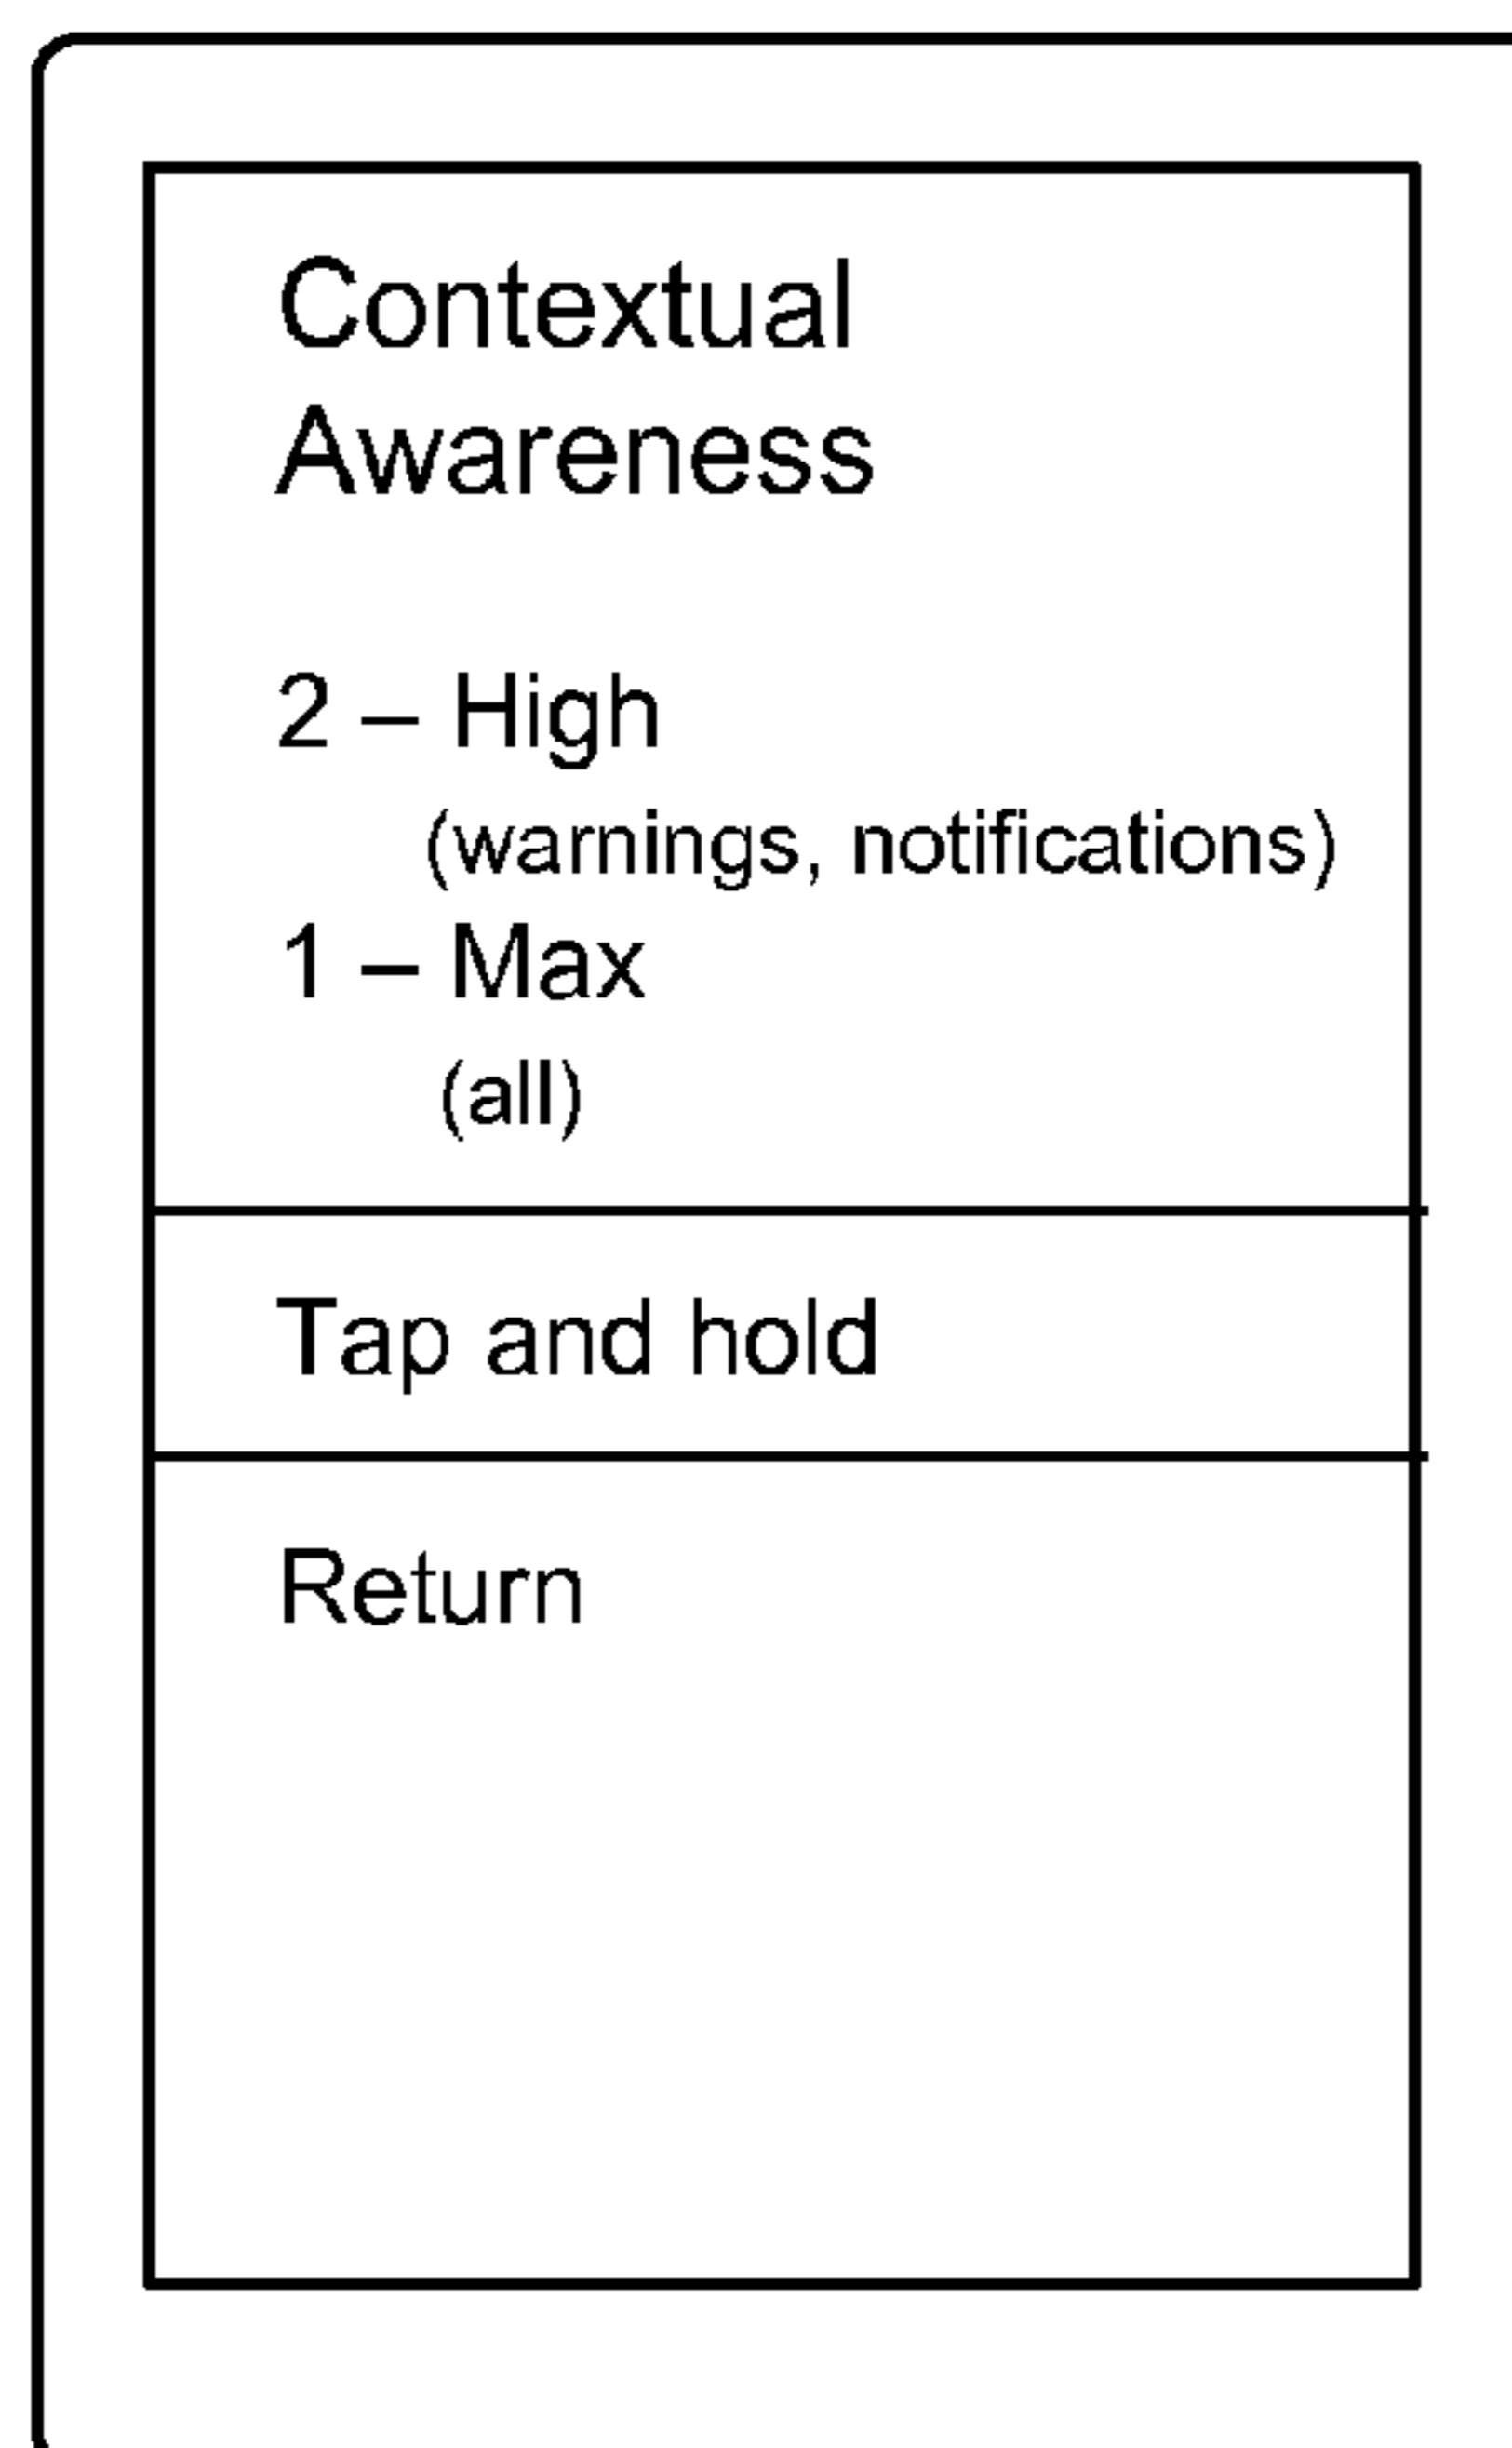 Contextual
Awareness
2 – High
(warnings, notifications)
1 – Max
(all)
Tap and hold
Return